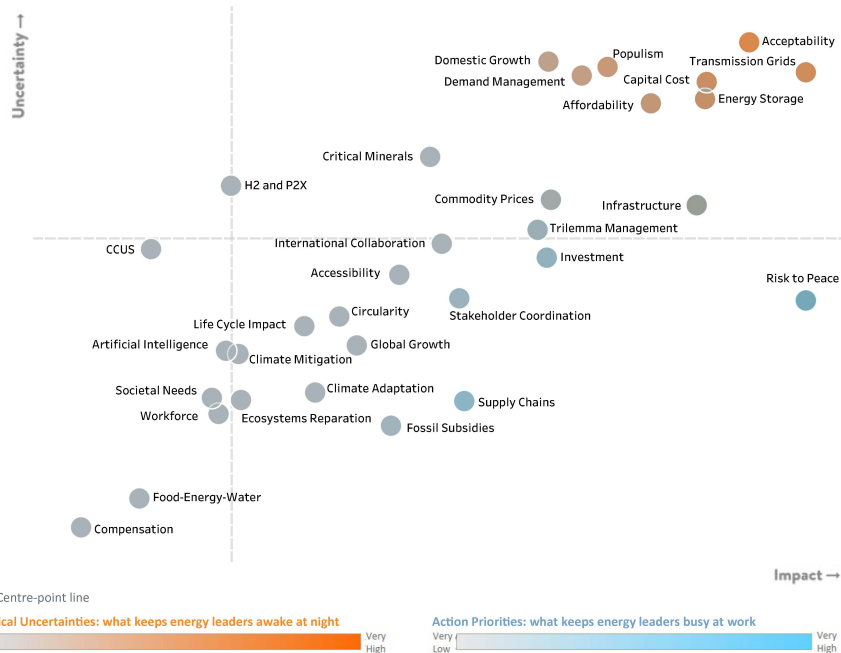 Uncertainty →
Acceptability
Domestic Growth
Populism
Transmission Grids
Demand Management
Capital Cost
Affordability
Energy Storage
Critical Minerals
H2 and P2X
Commodity Prices
Infrastructure
Trilemma Management
International Collaboration
CCUS
Investment
Accessibility
Risk to Peace
Circularity
Stakeholder Coordination
Life Cycle Impact
Artificial Intelligence
Global Growth
Climate Mitigation
Societal Needs
Climate Adaptation
Supply Chains
Workforce
Ecosystems Reparation
Fossil Subsidies
Food-Energy-Water
Compensation
Impact →
Centre-point line
ical Uncertainties: what keeps energy leaders awake at night
Very
High
Action Priorities: what keeps energy leaders busy at work
Very
Low
Very
High